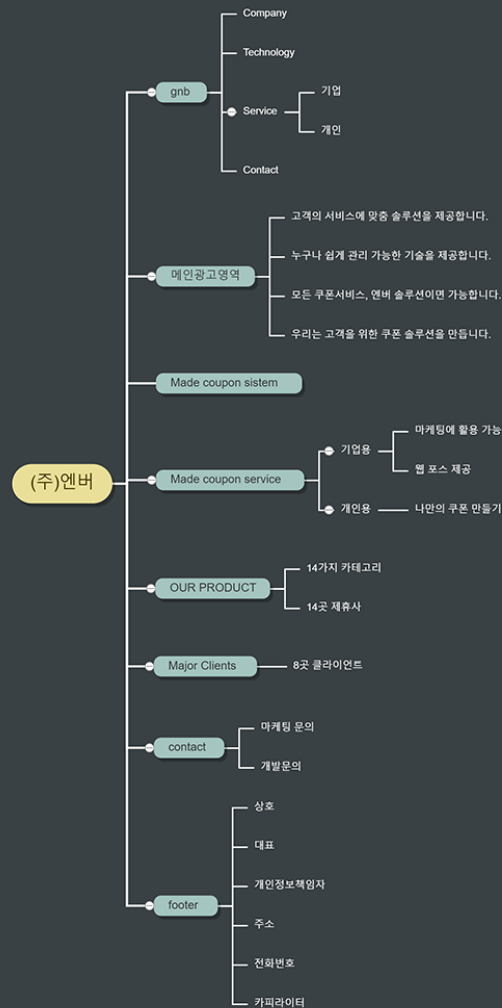 (주)엔버
gnb
Company
Technology
Service
기업
개인
Contact
메인광고영역
고객의 서비스에 맞춤 솔루션을 제공합니다.
누구나 쉽게 관리 가능한 기술을 제공합니다.
모든 쿠폰서비스, 엔버 솔루션이면 가능합니다.
우리는 고객을 위한 쿠폰 솔루션을 만듭니다.
Made coupon sistem
Made coupon service
기업용
마케팅에 활용 가능
웹 포스 제공
개인용
나만의 쿠폰 만들기
OUR PRODUCT
14가지 카테고리
14곳 제휴사
Major Clients
8곳 클라이언트
contact
마케팅 문의
개발문의
footer
상호
대표
개인정보책임자
주소
전화번호
카피라이터